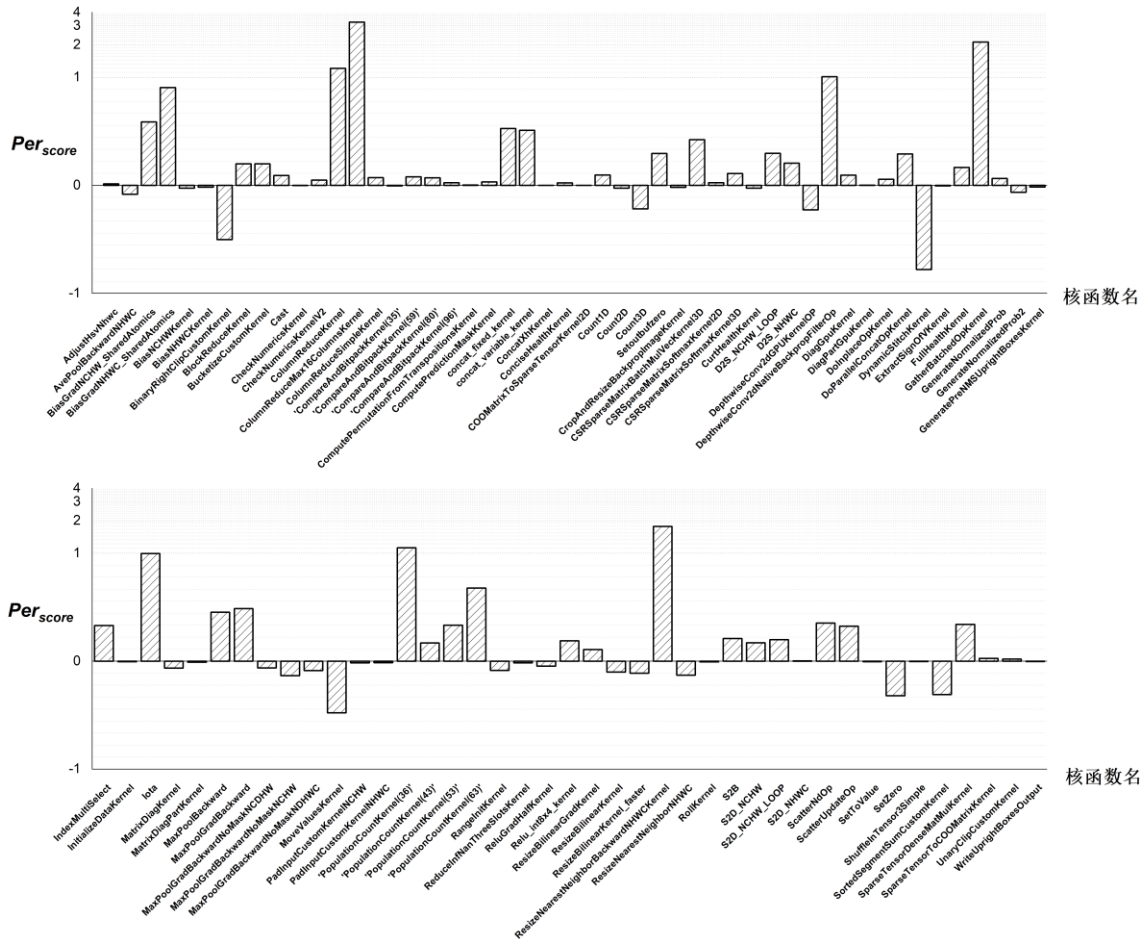 4
3
2
1
Per_score
0
-1
核函数名
AdjustHsvNhwc
AvePoolBackwardNHWC
BiasGradNCHW_SharedAtomics
BiasGradNHWC_SharedAtomics
BiasNCHWKernel
BiasNHWCKernel
BinaryRightClipCustomKernel
BlockReduceKernel
BucketizeCustomKernel
Cast
CheckNumericsKernel
CheckNumericsKernelV2
ColumnReduceKernel
ColumnReduceMax16ColumnsKernel
ColumnReduceSimpleKernel
'CompareAndBitpackKernel(35)'
'CompareAndBitpackKernel(59)'
'CompareAndBitpackKernel(80)'
'CompareAndBitpackKernel(96)'
ComputePermutationFromTranspositionsKernel
ComputePredictionMaskKernel
concat_fixed_kernel
concat_variable_kernel
ConcatXhKernel
ConciseHealthKernel
COOMatrixToSparseTensorKernel2D
Count1D
Count2D
Count3D
Setoutbufzero
CropAndResizeBackpropImageKernel
CSRSparseMatrixBatchMulVecKernel3D
CSRSparseMatrixSoftmaxKernel2D
CSRSparseMatrixSoftmaxKernel3D
CurtHealthKernel
D2S_NCHW_LOOP
D2S_NHWC
DepthwiseConv2dGPUKernelOP
DepthwiseConv2dNativeBackpropFilterOp
DiaggGpuKernel
DiaPartGpuKernel
DoInplaceOpKernel
DoParallelConcatOpKernel
DynamicStitchKernel
ExtractSignOfVKernel
FullHealthKernel
GatherBatchedOpKernel
GenerateNormalizedProb
GenerateNormalizedProb2
GeneratePreNMSUprightBoxesKernel
4
3
2
1
Per_score
0
-1
核函数名
IndexMultiSelect
InitializeDataKernel
Iota
MatrixDiagKernel
MatrixDiagPartKernel
MaxPoolBackward
MaxPoolGradBackward
MaxPoolGradBackwardNoMaskNCDHW
MaxPoolGradBackwardNoMaskNCHW
MaxPoolGradBackwardNoMaskNDHWC
MoveValuesKernel
PadInputCustomKernelNCHW
PadInputCustomKernelNHWC
'PopulationCountKernel(36)'
'PopulationCountKernel(43)'
'PopulationCountKernel(53)'
'PopulationCountKernel(63)'
RangeInitKernel
ReduceInfNanThreeSlotsKernel
ReluGradHalfKernel
Relu_int8x4_kernel
ResizeBilinearGradKernel
ResizeBilinearKernel
ResizeBilinearKernel_faster
ResizeNearestNeighborBackwardNHWCKernel
ResizeNearestNeighborNHWC
RollKernel
S2B
S2D_NCHW
S2D_NCHW_LOOP
S2D_NHWC
ScatterNdOp
ScatterUpdateOp
SetToValue
SetZero
ShuffleInTensor3Simple
SortedSegmentSumCustomKernel
SparseTensorDenseMatMulKernel
SparseTensorToCOOMatrixKernel
UnaryClipCustomKernel
WriteUprightBoxesOutput